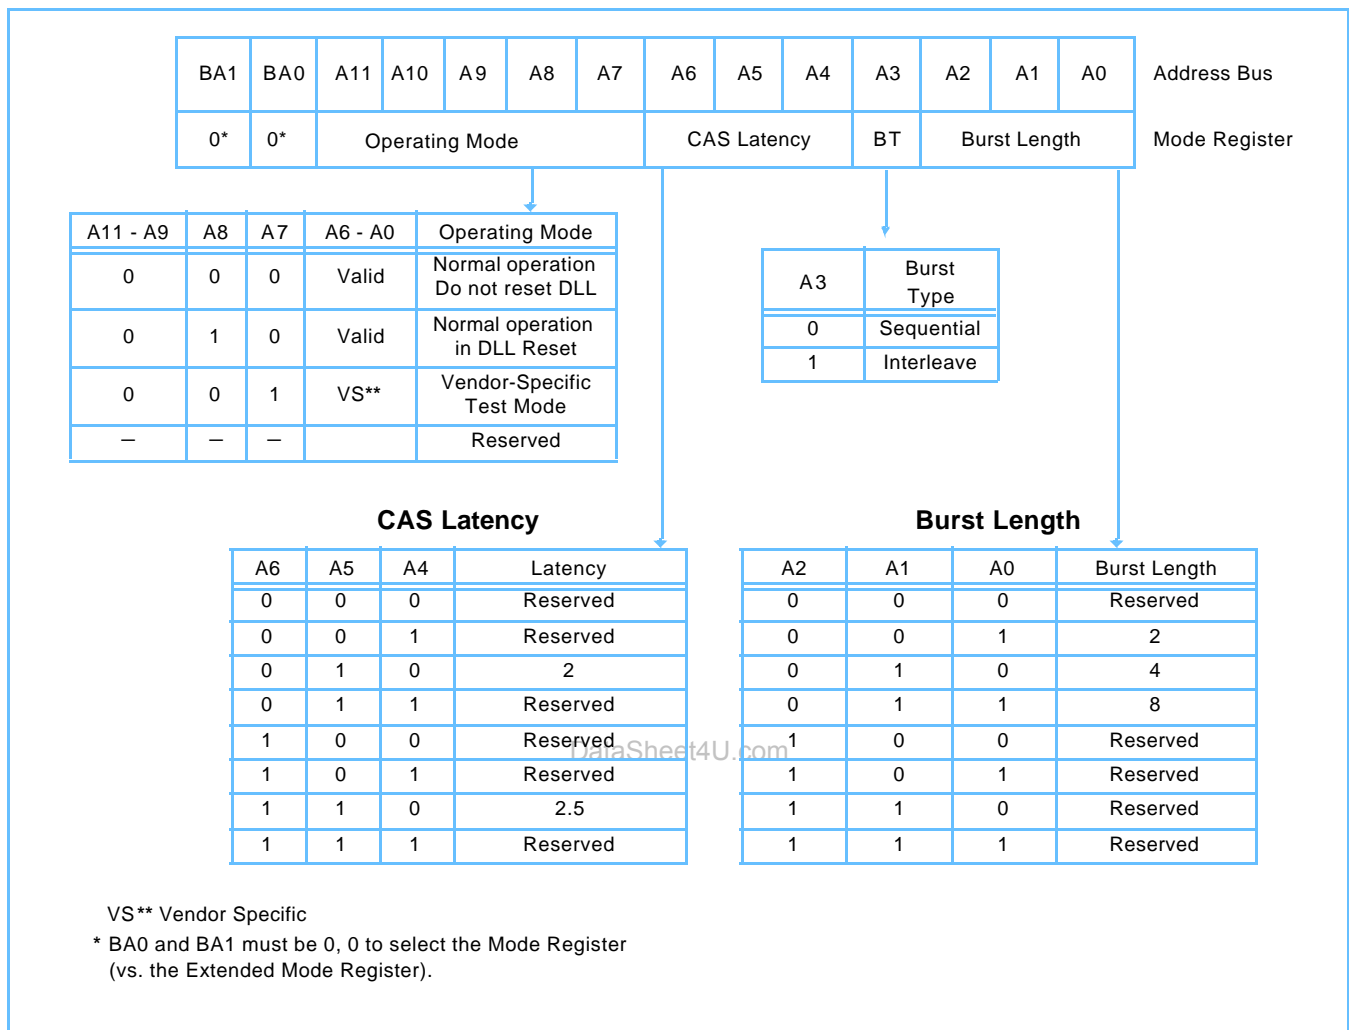 BA1 BA0 A11 A10 A9 A8 A7 A6 A5 A4 A3 A2 A1 A0 Address Bus
0* 0* Operating Mode CAS Latency BT Burst Length Mode Register
A11 - A9 A8 A7 A6 - A0 Operating Mode
0 0 0 Valid Normal operation
Do not reset DLL
0 1 0 Valid Normal operation
in DLL Reset
0 0 1 VS** Vendor-Specific
Test Mode
– – – Reserved
A3 Burst
Type
0 Sequential
1 Interleave
CAS Latency
A6 A5 A4 Latency
0 0 0 Reserved
0 0 1 Reserved
0 1 0 2
0 1 1 Reserved
1 0 0 Reserved
1 0 1 Reserved
1 1 0 2.5
1 1 1 Reserved
Burst Length
A2 A1 A0 Burst Length
0 0 0 Reserved
0 0 1 2
0 1 0 4
0 1 1 8
1 0 0 Reserved
1 0 1 Reserved
1 1 0 Reserved
1 1 1 Reserved
DataSheet4U.com
VS** Vendor Specific
* BA0 and BA1 must be 0, 0 to select the Mode Register
(vs. the Extended Mode Register).